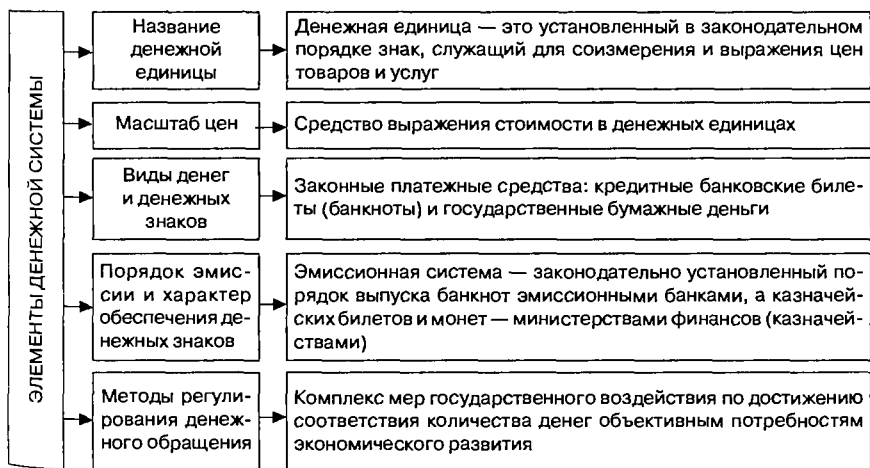 ЭЛЕМЕНТЫ ДЕНЕЖНОЙ СИСТЕМЫ
Название
денежной
единицы
Денежная единица — это установленный в законодательном
порядке знак, служащий для соизмерения и выражения цен
товаров и услуг
Масштаб цен
Средство выражения стоимости в денежных единицах
Виды денег
и денежных
знаков
Законные платежные средства: кредитные банковские биле-
ты (банкноты) и государственные бумажные деньги
Порядок эмис-
сии и характер
обеспечения де-
нежных знаков
Эмиссионная система — законодательно установленный по-
рядок выпуска банкнот эмиссионными банками, а казначей-
ских билетов и монет — министерствами финансов (казначей-
ствами)
Методы регули-
рования денеж-
ного обращения
Комплекс мер государственного воздействия по достижению
соответствия количества денег объективным потребностям
экономического развития